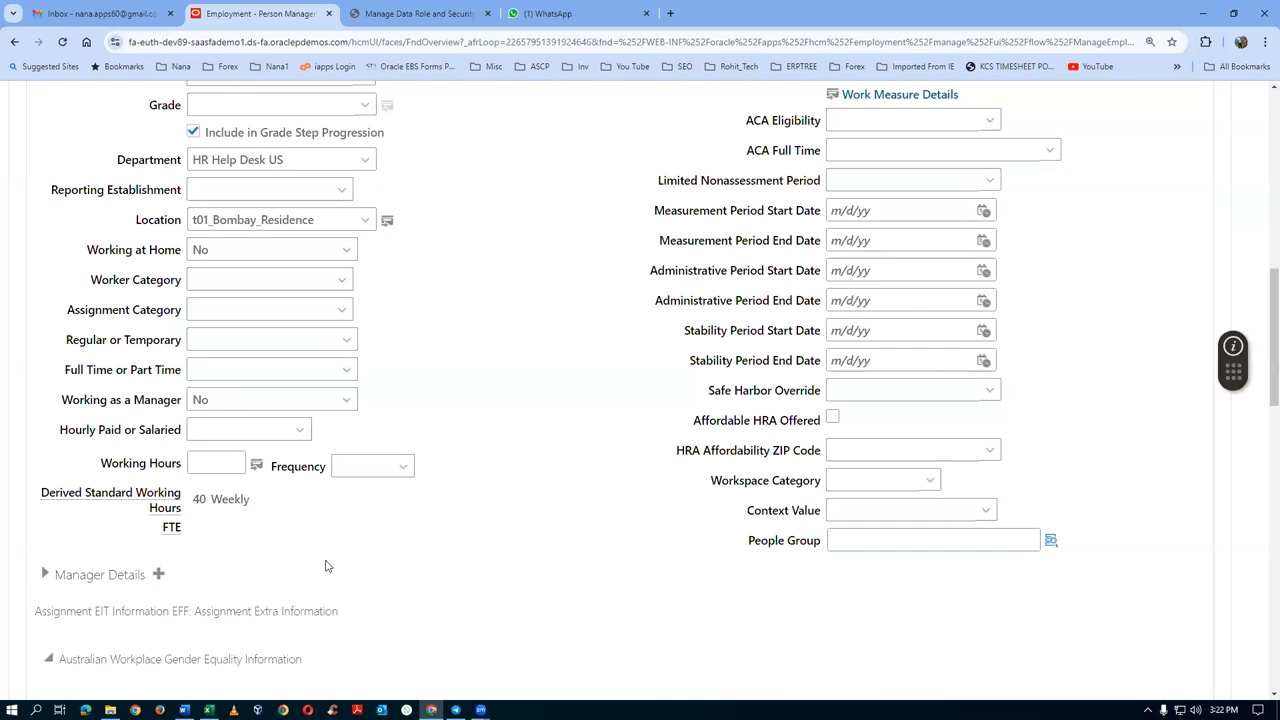 Inbox - nana.apps60@gmail.co
Employment - Person Manager
Manage Data Role and Security
(1) WhatsApp
fa-euth-dev89-saasfademo1.ds-fa.oraclepdemos.com/hcmUI/faces/FndOverview?_afrLoop=22657951391924646&fnd=%252FWEB-INF%252Foracle%252Fapps%252Fhcm%252Femployment%252Fmanage%252Fui%252Fflow%252FManageEmpl...
Suggested Sites
Bookmarks
Nana
Forex
Nana1
iapps Login
Oracle EBS Forms P...
Misc
ASCP
Inv
You Tube
SEO
Rohit_Tech
ERPTREE
Forex
Imported From IE
KCS TIMESHEET PO...
YouTube
»
All Bookmarks
Grade
Include in Grade Step Progression
Department HR Help Desk US
Reporting Establishment
Location t01_Bombay_Residence
Working at Home No
Worker Category
Assignment Category
Regular or Temporary
Full Time or Part Time
Working as a Manager No
Hourly Paid or Salaried
Working Hours Frequency
Derived Standard Working Hours 40 Weekly
FTE
Manager Details
Assignment EIT Information EFF: Assignment Extra Information
Australian Workplace Gender Equality Information
Work Measure Details
ACA Eligibility
ACA Full Time
Limited Nonassessment Period
Measurement Period Start Date m/d/yy
Measurement Period End Date m/d/yy
Administrative Period Start Date m/d/yy
Administrative Period End Date m/d/yy
Stability Period Start Date m/d/yy
Stability Period End Date m/d/yy
Safe Harbor Override
Affordable HRA Offered
HRA Affordability ZIP Code
Workspace Category
Context Value
People Group
3:22 PM